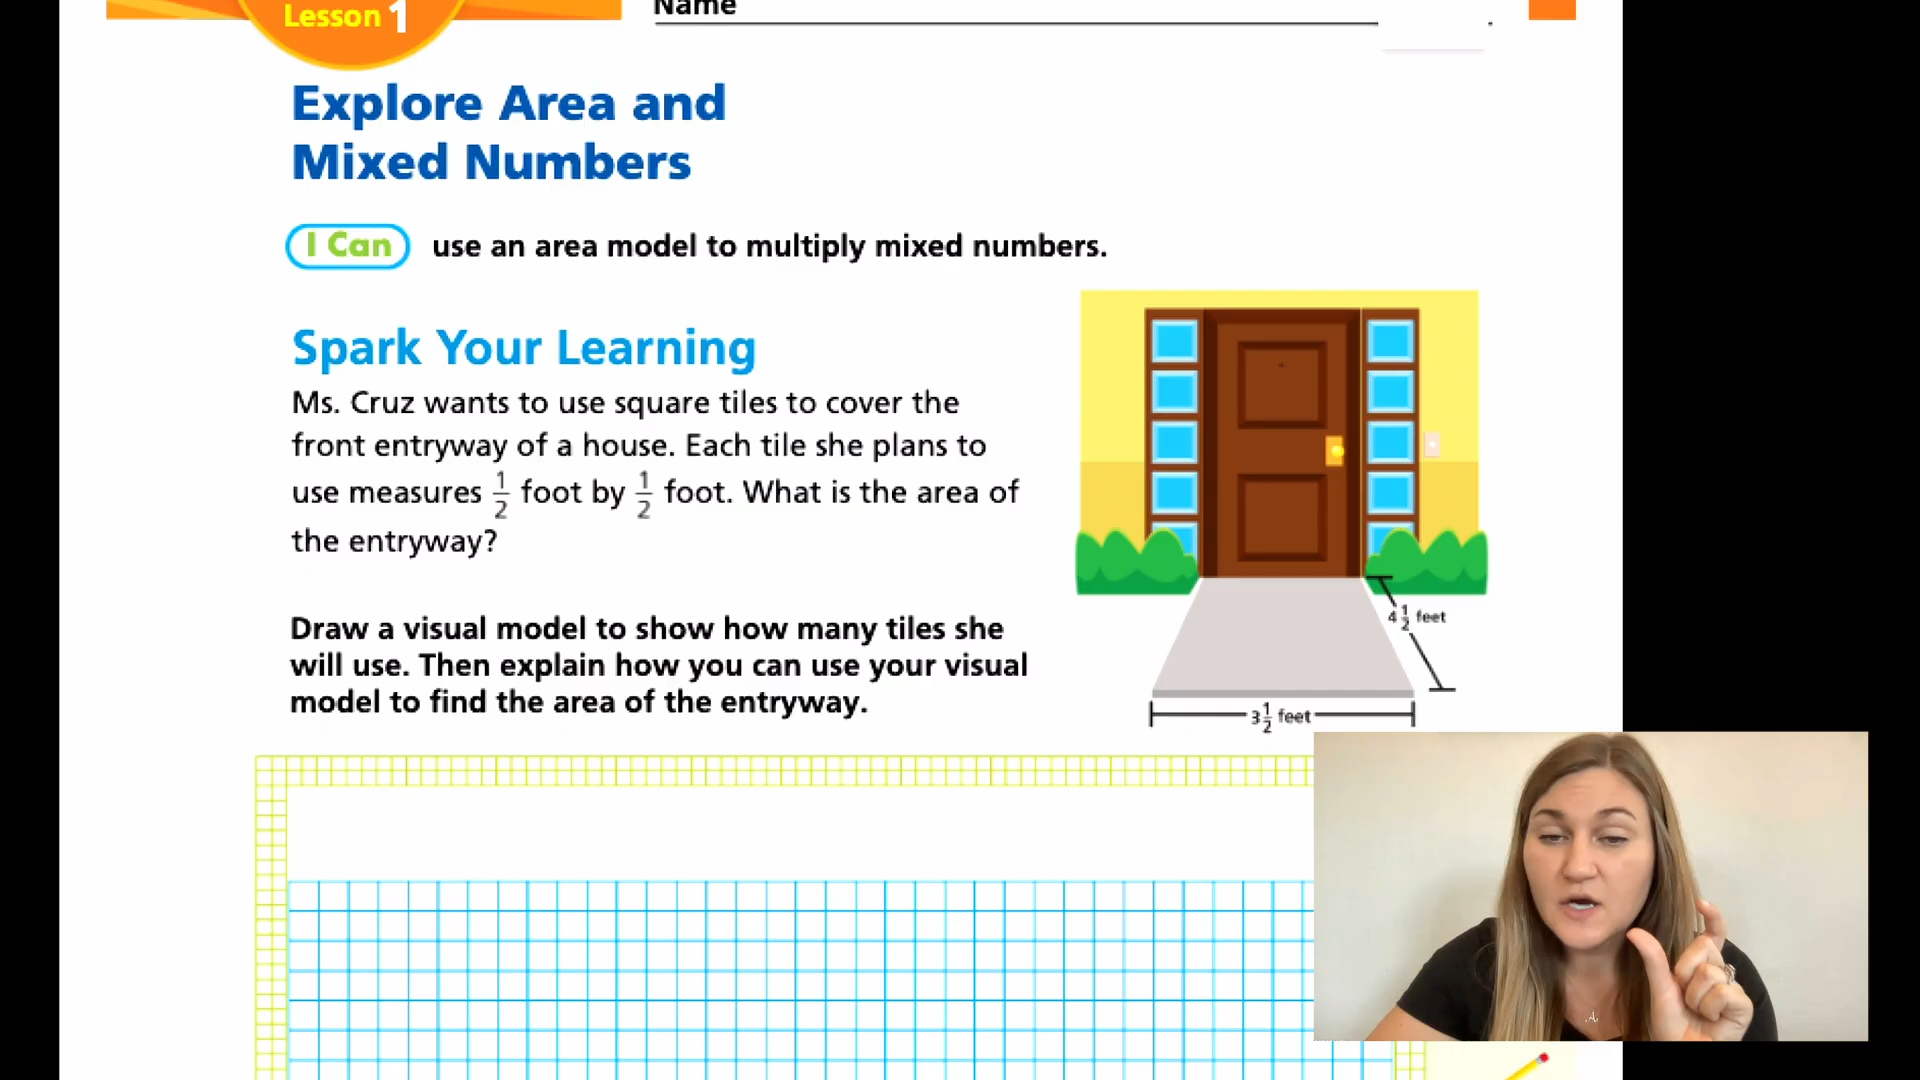 Lesson 1
Name
Explore Area and
Mixed Numbers
I Can use an area model to multiply mixed numbers.
Spark Your Learning
Ms. Cruz wants to use square tiles to cover the
front entryway of a house. Each tile she plans to
use measures 1/2 foot by 1/2 foot. What is the area of
the entryway?
Draw a visual model to show how many tiles she
will use. Then explain how you can use your visual
model to find the area of the entryway.
4 1/2 feet
3 1/2 feet
A